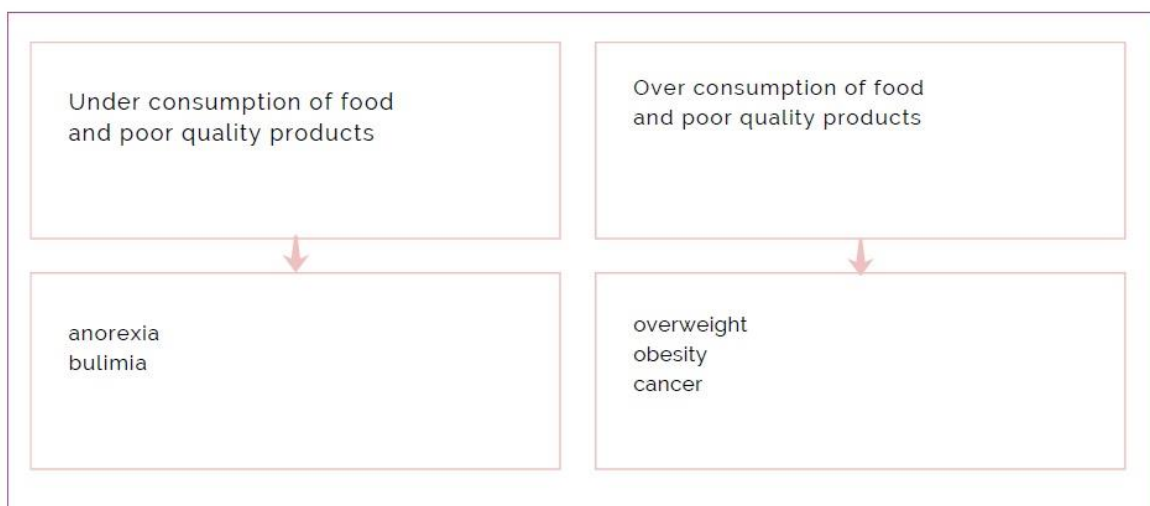 Under consumption of food
and poor quality products
anorexia
bulimia
Over consumption of food
and poor quality products
overweight
obesity
cancer